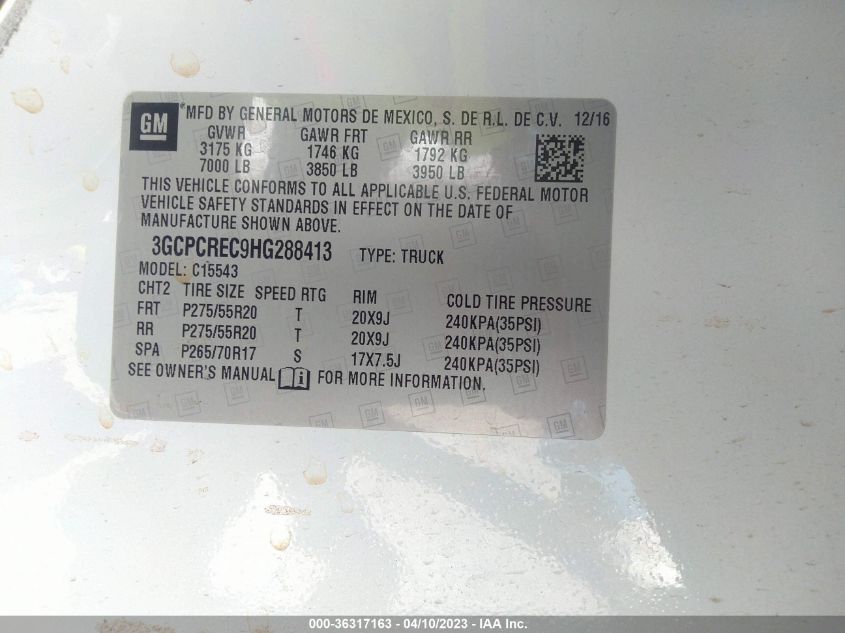 GM *MFD BY GENERAL MOTORS DE MEXICO, S. DE R.L. DE C.V. 12/16
GVWR GAWR FRT GAWR RR
3175 KG 1746 KG 1792 KG
7000 LB 3850 LB 3950 LB
THIS VEHICLE CONFORMS TO ALL APPLICABLE U.S. FEDERAL MOTOR
VEHICLE SAFETY STANDARDS IN EFFECT ON THE DATE OF
MANUFACTURE SHOWN ABOVE.
3GCPCREC9HG288413 TYPE: TRUCK
MODEL: C15543
CHT2 TIRE SIZE SPEED RTG RIM COLD TIRE PRESSURE
FRT P275/55R20 T 20X9J 240KPA(35PSI)
RR P275/55R20 T 20X9J 240KPA(35PSI)
SPA P265/70R17 S 17X7.5J 240KPA(35PSI)
SEE OWNER'S MANUAL i FOR MORE INFORMATION.
000-36317163 - 04/10/2023 - IAA Inc.